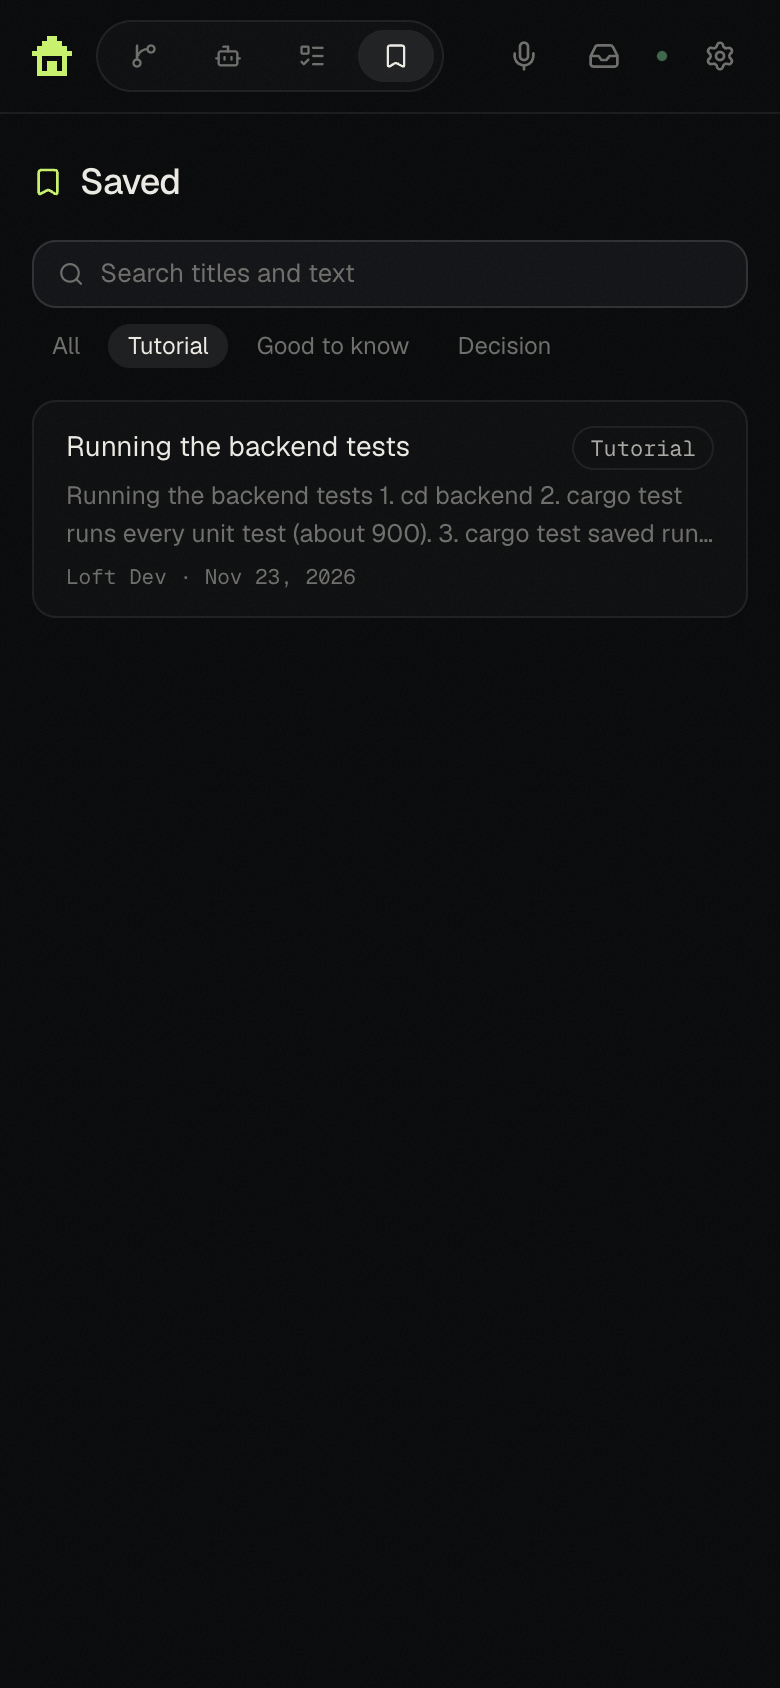 Saved
Search titles and text
All Tutorial Good to know Decision
Running the backend tests Tutorial
Running the backend tests 1. cd backend 2. cargo test
runs every unit test (about 900). 3. cargo test saved run…
Loft Dev · Nov 23, 2026